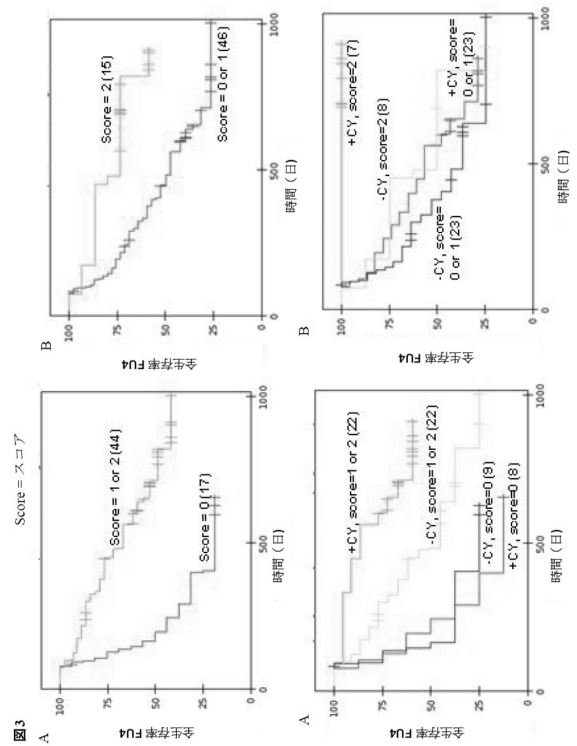 図3
Score = スコア
A
100
75
50
25
0
全生存率 FU4
Score = 1 or 2 (44)
Score = 0 (17)
0
500
1000
時間（日）
B
100
75
50
25
0
全生存率 FU4
Score = 2 (15)
Score = 0 or 1 (46)
0
500
1000
時間（日）
A
100
75
50
25
0
全生存率 FU4
+CY, score=1 or 2 (22)
-CY, score=1 or 2 (22)
-CY, score=0 (9)
+CY, score=0 (8)
0
500
1000
時間（日）
B
100
75
50
25
0
全生存率 FU4
+CY, score=2 (7)
-CY, score=2 (8)
-CY, score=
0 or 1 (23)
+CY, score=
0 or 1 (23)
0
500
1000
時間（日）